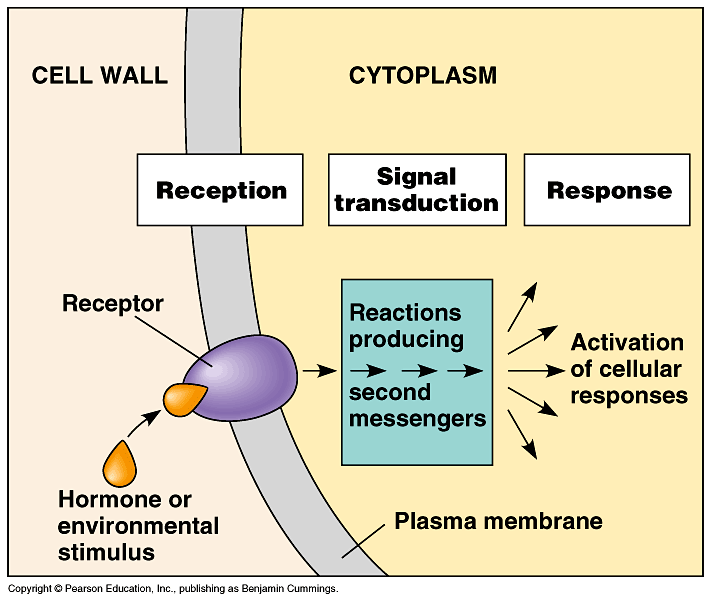 CELL WALL
CYTOPLASM
Reception
Signal
transduction
Response
Receptor
Reactions
producing
second
messengers
Activation
of cellular
responses
Hormone or
environmental
stimulus
Plasma membrane
Copyright © Pearson Education, Inc., publishing as Benjamin Cummings.